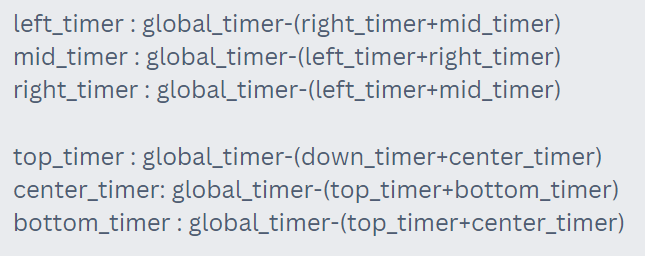 left_timer : global_timer-(right_timer+mid_timer)
mid_timer : global_timer-(left_timer+right_timer)
right_timer : global_timer-(left_timer+mid_timer)
top_timer : global_timer-(down_timer+center_timer)
center_timer: global_timer-(top_timer+bottom_timer)
bottom_timer : global_timer-(top_timer+center_timer)